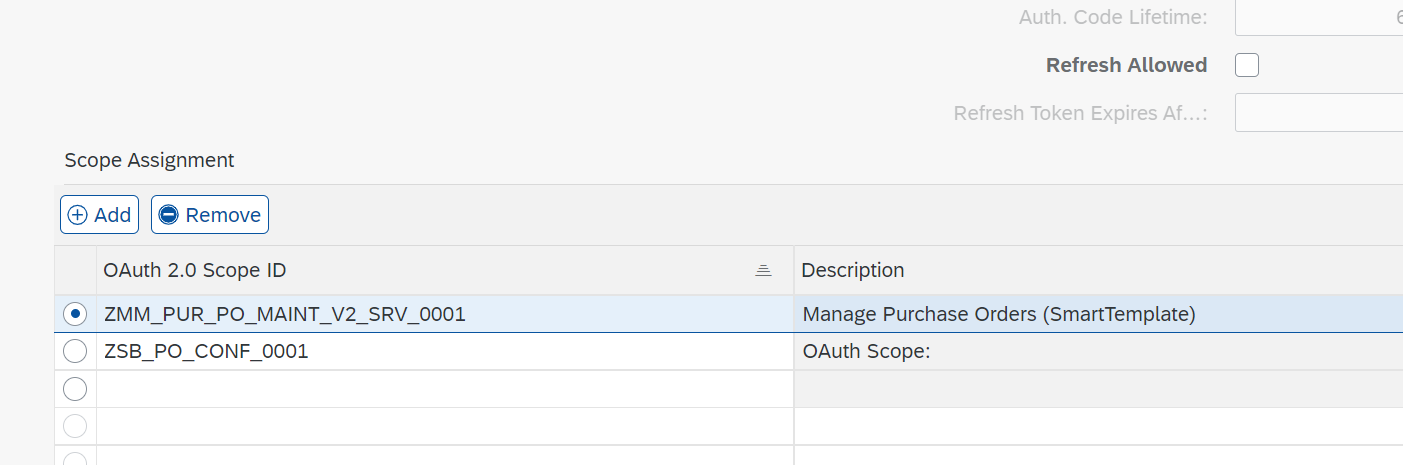 Auth. Code Lifetime:
Refresh Allowed
Refresh Token Expires Af...:
Scope Assignment
Add Remove
OAuth 2.0 Scope ID Description
ZMM_PUR_PO_MAINT_V2_SRV_0001 Manage Purchase Orders (SmartTemplate)
ZSB_PO_CONF_0001 OAuth Scope: